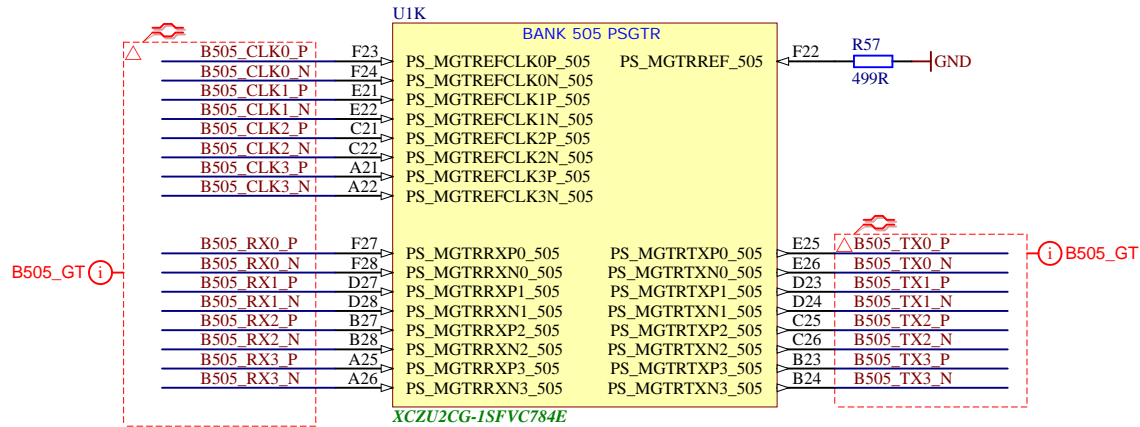 U1K
BANK 505 PSGTR
B505_CLK0_P F23 PS_MGTREFCLK0P_505 PS_MGTRREF_505 F22 R57 499R GND
B505_CLK0_N F24 PS_MGTREFCLK0N_505
B505_CLK1_P E21 PS_MGTREFCLK1P_505
B505_CLK1_N E22 PS_MGTREFCLK1N_505
B505_CLK2_P C21 PS_MGTREFCLK2P_505
B505_CLK2_N C22 PS_MGTREFCLK2N_505
B505_CLK3_P A21 PS_MGTREFCLK3P_505
B505_CLK3_N A22 PS_MGTREFCLK3N_505
B505_RX0_P F27 PS_MGTRRXP0_505 PS_MGTRTXP0_505 E25 B505_TX0_P
B505_GT i B505_RX0_N F28 PS_MGTRRXN0_505 PS_MGTRTXN0_505 E26 B505_TX0_N i B505_GT
B505_RX1_P D27 PS_MGTRRXP1_505 PS_MGTRTXP1_505 D23 B505_TX1_P
B505_RX1_N D28 PS_MGTRRXN1_505 PS_MGTRTXN1_505 D24 B505_TX1_N
B505_RX2_P B27 PS_MGTRRXP2_505 PS_MGTRTXP2_505 C25 B505_TX2_P
B505_RX2_N B28 PS_MGTRRXN2_505 PS_MGTRTXN2_505 C26 B505_TX2_N
B505_RX3_P A25 PS_MGTRRXP3_505 PS_MGTRTXP3_505 B23 B505_TX3_P
B505_RX3_N A26 PS_MGTRRXN3_505 PS_MGTRTXN3_505 B24 B505_TX3_N
XCZU2CG-1SFVC784E